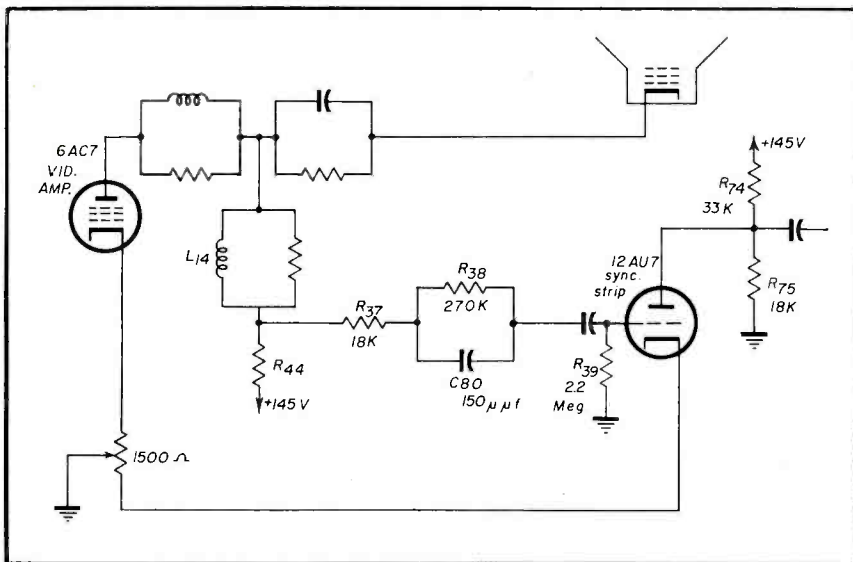 6AC7
VID.
AMP.
L14
R44
+145V
R37
18K
R38
270K
C80
150 μμf
12AU7
sync.
strip
R39
2.2
Meg
+145V
R74
33K
R75
18K
1500 Ω